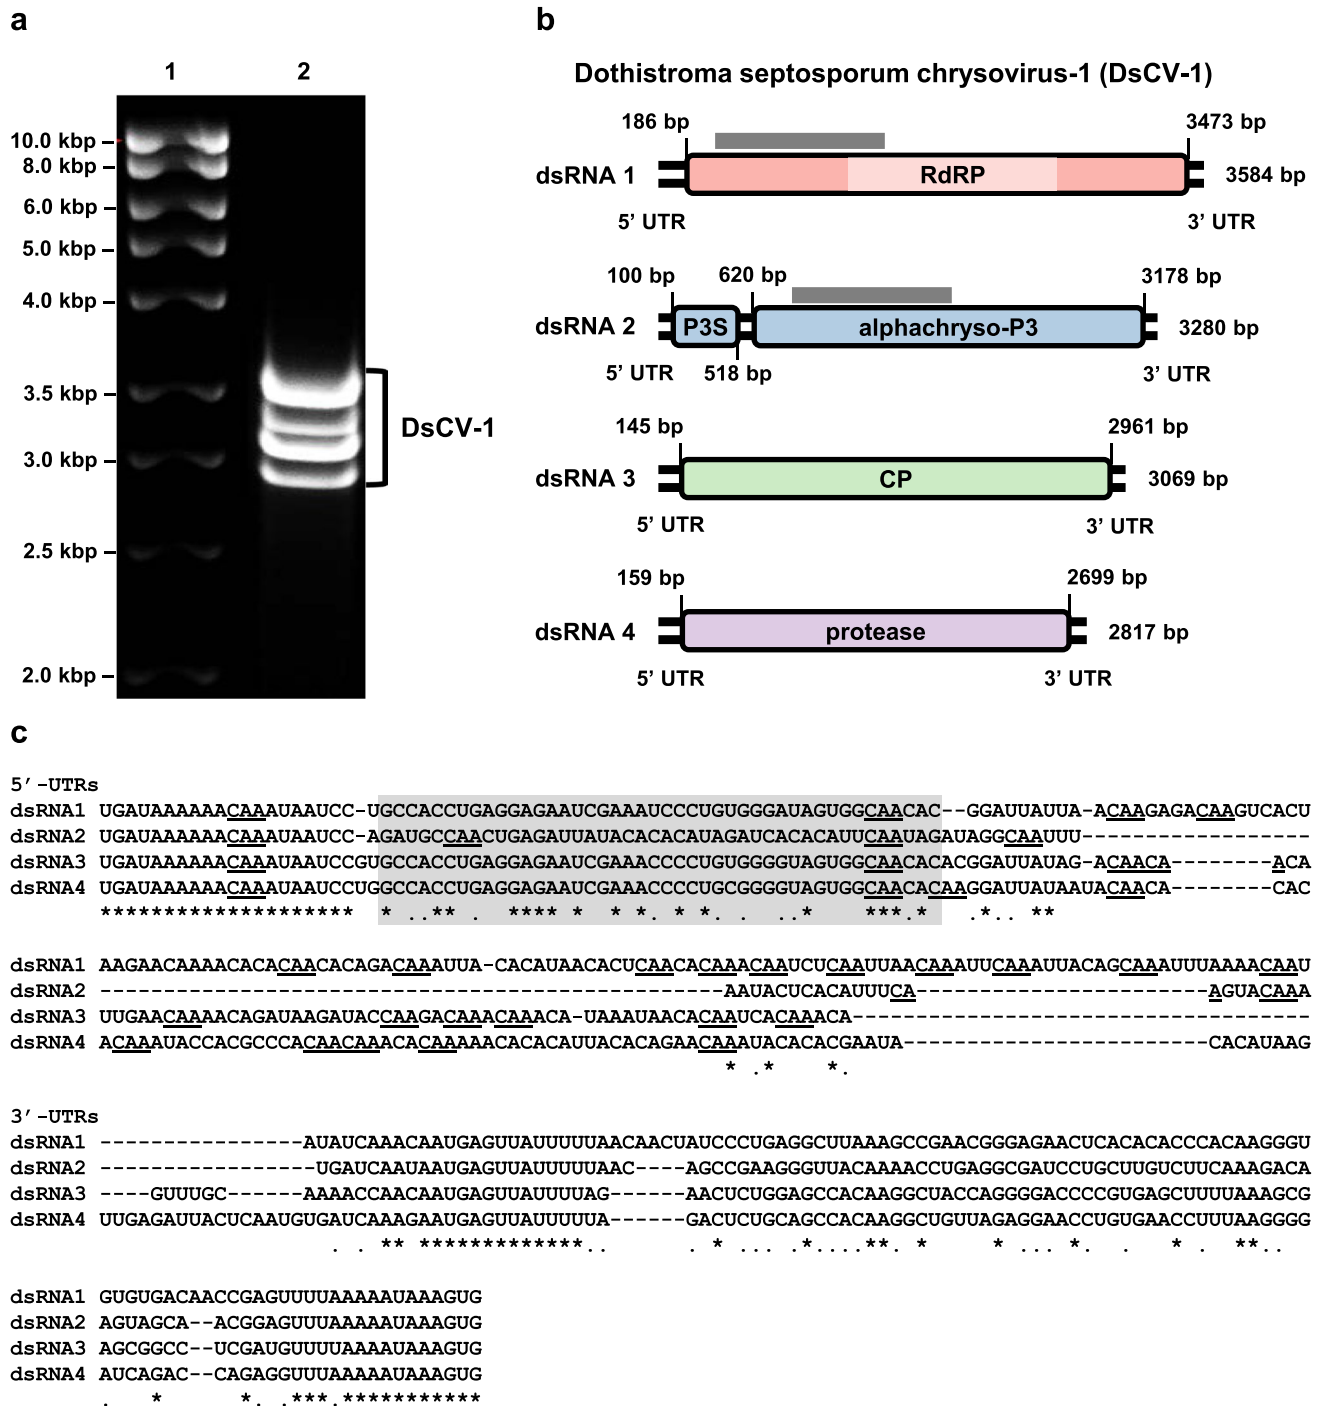 a
1 2
10.0 kbp
8.0 kbp
6.0 kbp
5.0 kbp
4.0 kbp
3.5 kbp
3.0 kbp
2.5 kbp
2.0 kbp
DsCV-1
b
Dothistroma septosporum chrysovirus-1 (DsCV-1)
186 bp 3473 bp
dsRNA 1 RdRP 3584 bp
5’ UTR 3’ UTR
100 bp 620 bp 3178 bp
dsRNA 2 P3S alphachryso-P3 3280 bp
5’ UTR 518 bp 3’ UTR
145 bp 2961 bp
dsRNA 3 CP 3069 bp
5’ UTR 3’ UTR
159 bp 2699 bp
dsRNA 4 protease 2817 bp
5’ UTR 3’ UTR
c
5’-UTRs
dsRNA1 UGAUAAAAAACAAAUAAUCC-UGCCACCUGAGGAGAAUCGAAAUCCCUGUGGGAUAGUGGCAACAC--GGAUUAUUA-ACAAGAGACAAGUCACU
dsRNA2 UGAUAAAAAACAAAUAAUCC-AGAUGCCAACUGAGAUUAUACACACAUAGAUCACACAUUCAAUAGAUAGGCAAUUU------------------
dsRNA3 UGAUAAAAAACAAAUAAUCCGUGCCACCUGAGGAGAAUCGAAACCCCUGUGGGGUAGUGGCAACACACGGAUUAUAG-ACAACA--------ACA
dsRNA4 UGAUAAAAAACAAAUAAUCCUGGCCACCUGAGGAGAAUCGAAACCCCUGCGGGGUAGUGGCAACACAAGGAUUAUAAUACAACA--------CAC
******************** * ..** . **** * * *. * *. . ..* ***.* .*.. **
dsRNA1 AAGAACAAAACACACAACACAGACAAAUUA-CACAUAACACUCAACACAAACAAUCUCAAUUAACAAAUUCAAAUUACAGCAAAUUUAAAACAAU
dsRNA2 -------------------------------------------------AAUACUCACAUUUCA-----------------------AGUACAAA
dsRNA3 UUGAACAAAACAGAUAAGAUACCAAGACAAACAAACA-UAAAUAACACAAUCACAAACA------------------------------------
dsRNA4 ACAAAUACCACGCCCACAACAAACACAAAAACACACAUUACACAGAACAAAUACACACGAAUA------------------------CACAUAAG
* .* *.
3’-UTRs
dsRNA1 ----------------AUAUCAAACAAUGAGUUAUUUUUAACAACUAUCCCUGAGGCUUAAAGCCGAACGGGAGAACUCACACACCCACAAGGGU
dsRNA2 -----------------UGAUCAAUAAUGAGUUAUUUUUAAC----AGCCGAAGGGUUACAAAACCUGAGGCGAUCCUGCUUGUCUUCAAAGACA
dsRNA3 ----GUUUGC------AAAACCAACAAUGAGUUAUUUUAG------AACUCUGGAGCCACAAGGCUACCAGGGGACCCCGUGAGCUUUUAAAGCG
dsRNA4 UUGAGAUUACUCAAUGUGAUCAAAGAAUGAGUUAUUUUUA------GACUCUGCAGCCACAAGGCUGUUAGAGGAACCUGUGAACCUUUAAGGGG
. . ** *************.. . * ... *....**. * * ... *. . * . **..
dsRNA1 GUGUGACAACCGAGUUUUAAAAAUAAAGUG
dsRNA2 AGUAGCA--ACGGAGUUUAAAAAUAAAGUG
dsRNA3 AGCGGCC--UCGAUGUUUUAAAAUAAAGUG
dsRNA4 AUCAGAC--CAGAGGUUUAAAAAUAAAGUG
. * *. .***.***********